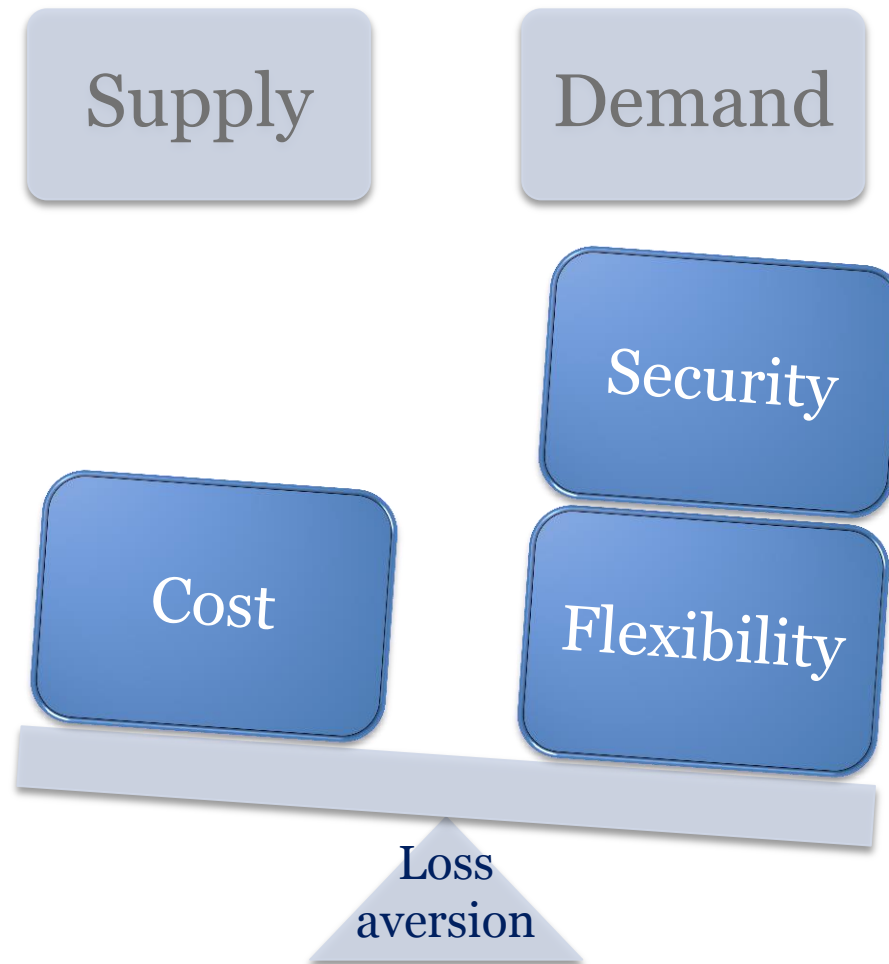 Supply
Demand
Security
Cost
Flexibility
Loss
aversion